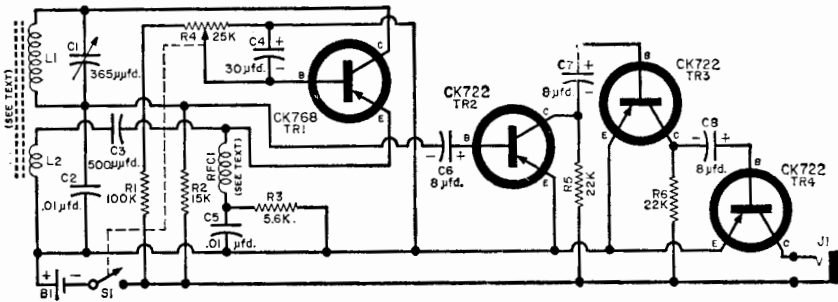 (SEE TEXT)
L1
C1
365µµfd.
R4
25K
C4
+
-
30µfd.
B
C
E
CK768
TR1
L2
C3
500µµfd.
C2
.01µfd.
R1
100K
R2
15K
RFC1
(SEE TEXT)
R3
5.6K
C5
.01 µfd.
+
-
B1
S1
- +
C6
8µfd.
CK722
TR2
B
C
E
C7
+
-
8µfd.
R5
22K
CK722
TR3
B
E
C
R6
22K
C8
- +
8µfd.
CK722
TR4
B
E
C
J1